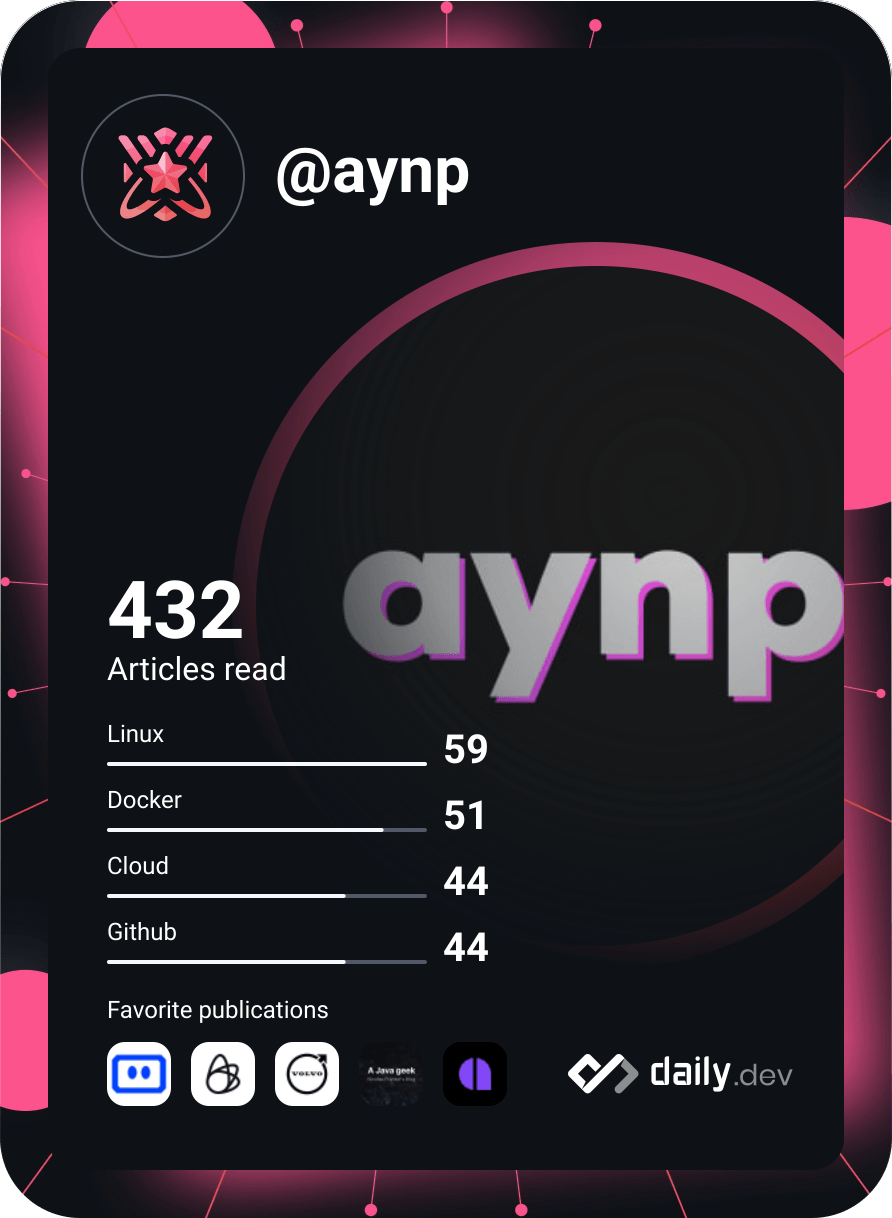 @aynp
aynp
432
Articles read
Linux
59
Docker
51
Cloud
44
Github
44
Favorite publications
VOLVO
A Java geek
daily.dev